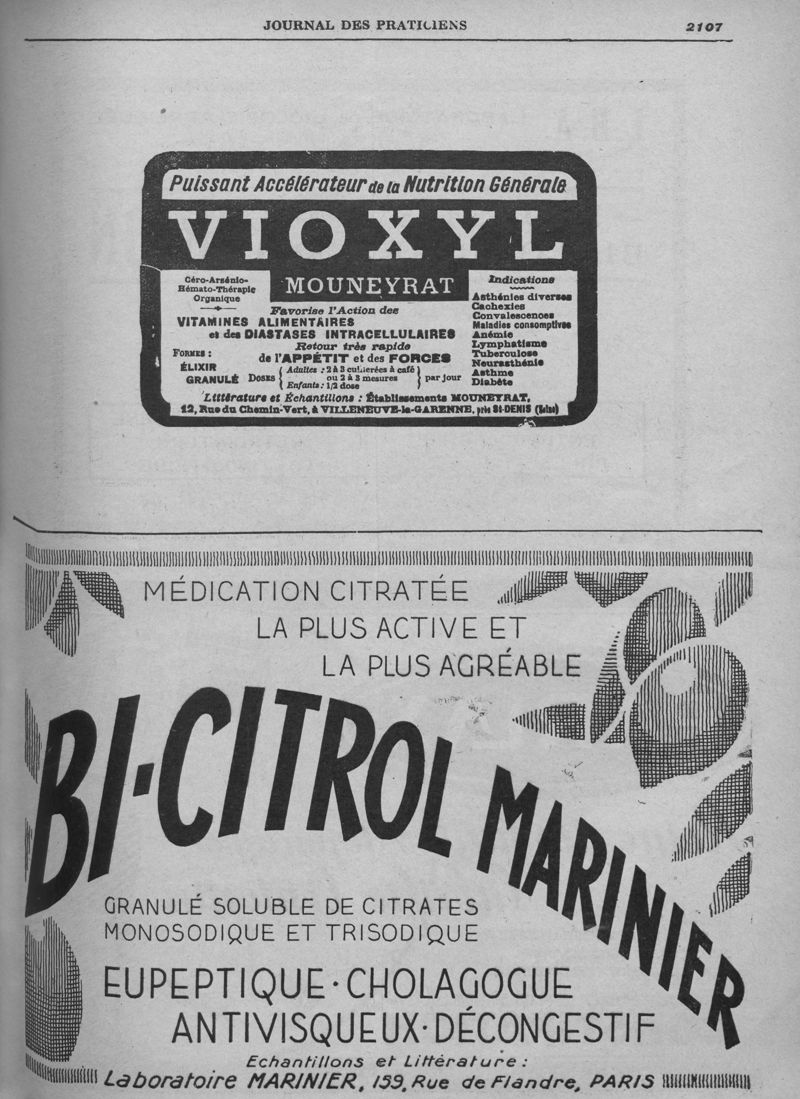 JOURNAL DES PRATICIENS
2107
Puissant Accélérateur de la Nutrition Générale
VIOXYL
MOUNEYRAT
Céro-Arsénio-
Hémato-Thérapie
Organique
Favorise l'Action des
VITAMINES ALIMENTAIRES
et des DIASTASES INTRACELLULAIRES
Retour très rapide
de l'APPÉTIT et des FORCES
FORMES :
ÉLIXIR
GRANULÉ
DOSES
Adultes : 2 à 3 cuillerées à café
ou 2 à 3 mesures
Enfants : 1/2 dose
par jour
Indications
Asthénies diverses
Cachexies
Convalescences
Maladies consomptives
Anémie
Lymphatisme
Tuberculose
Neurasthénie
Asthme
Diabète
Littérature et Échantillons : Établissements MOUNEYRAT,
12, Rue du Chemin-Vert, à VILLENEUVE-la-GARENNE, près St-DENIS (Seine)
MÉDICATION CITRATÉE
LA PLUS ACTIVE ET
LA PLUS AGRÉABLE
BI-CITROL MARINIER
GRANULÉ SOLUBLE DE CITRATES
MONOSODIQUE ET TRISODIQUE
EUPEPTIQUE · CHOLAGOGUE
ANTIVISQUEUX · DÉCONGESTIF
Echantillons et Littérature :
Laboratoire MARINIER, 159, Rue de Flandre, PARIS